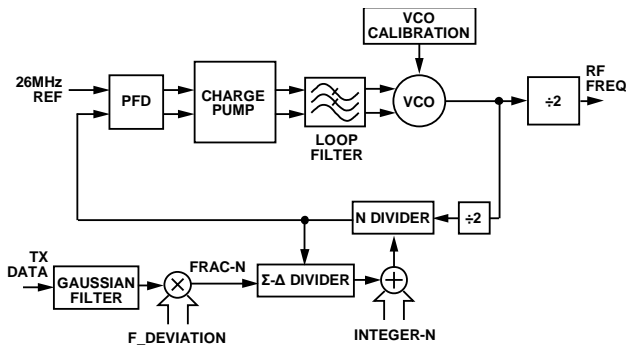 VCO
CALIBRATION
26MHz
REF
PFD
CHARGE
PUMP
LOOP
FILTER
VCO
÷2
RF
FREQ
N DIVIDER
÷2
TX
DATA
GAUSSIAN
FILTER
×
FRAC-N
Σ-Δ DIVIDER
+
F_DEVIATION
INTEGER-N